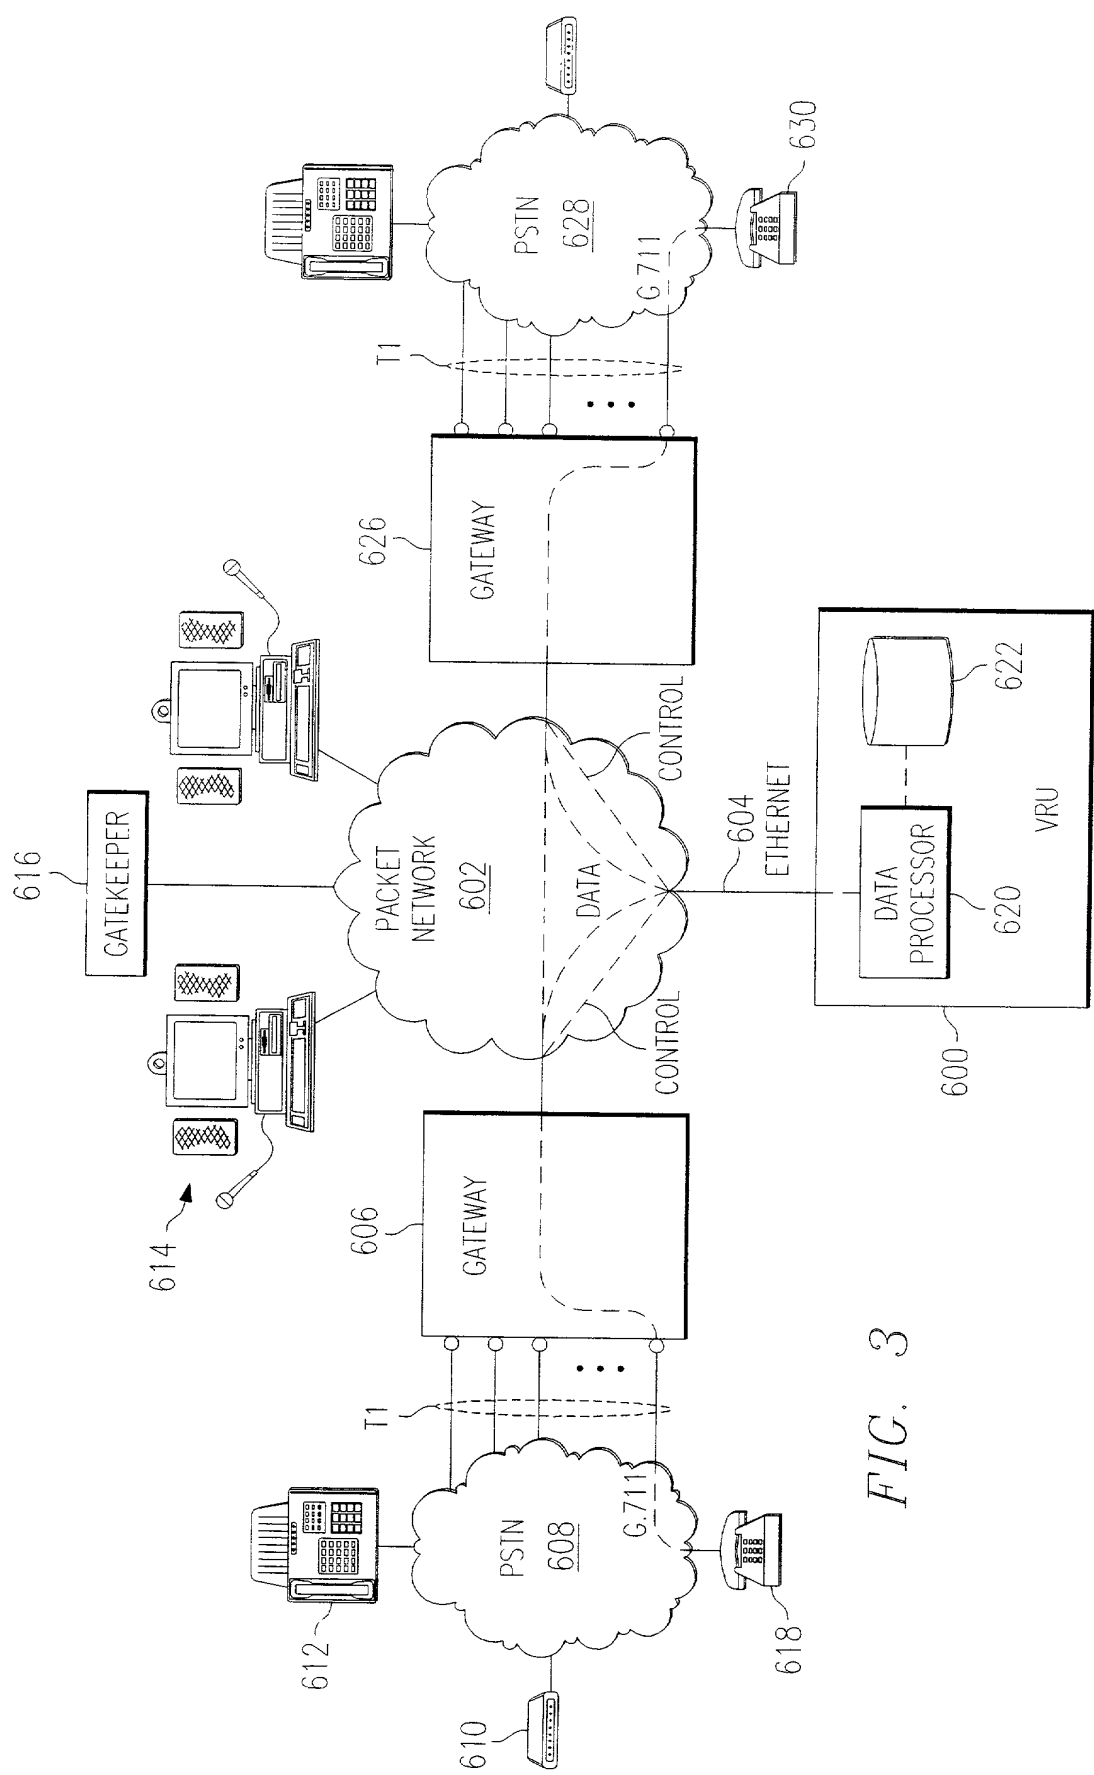 616
GATEKEEPER
614
612
610
PSTN
608
G.711
618
T1
606
GATEWAY
PACKET
NETWORK
602
DATA
CONTROL
CONTROL
626
GATEWAY
T1
PSTN
628
G 711
630
604
ETHERNET
DATA
PROCESSOR
620
622
VRU
600
FIG. 3